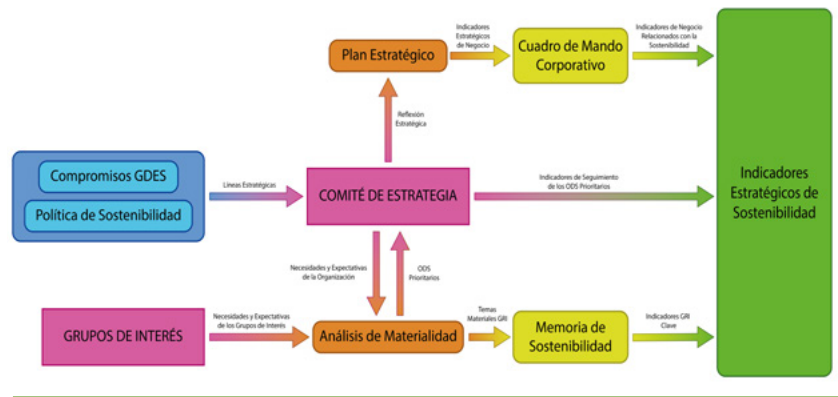 Indicadores
Estratégicos
de Negocio
Indicadores de Negocio
Relacionados con la
Sostenibilidad
Plan Estratégico
Cuadro de Mando
Corporativo
Reflexión
Estratégica
Compromisos GDES
Política de Sostenibilidad
Líneas Estratégicas
COMITÉ DE ESTRATEGIA
Indicadores de Seguimiento
de los ODS Prioritarios
Indicadores
Estratégicos de
Sostenibilidad
Necesidades y Expectativas
de la Organización
ODS
Prioritarios
GRUPOS DE INTERÉS
Necesidades y Expectativas
de los Grupos de Interés
Análisis de Materialidad
Temas
Materiales GRI
Memoria de
Sostenibilidad
Indicadores GRI
Clave